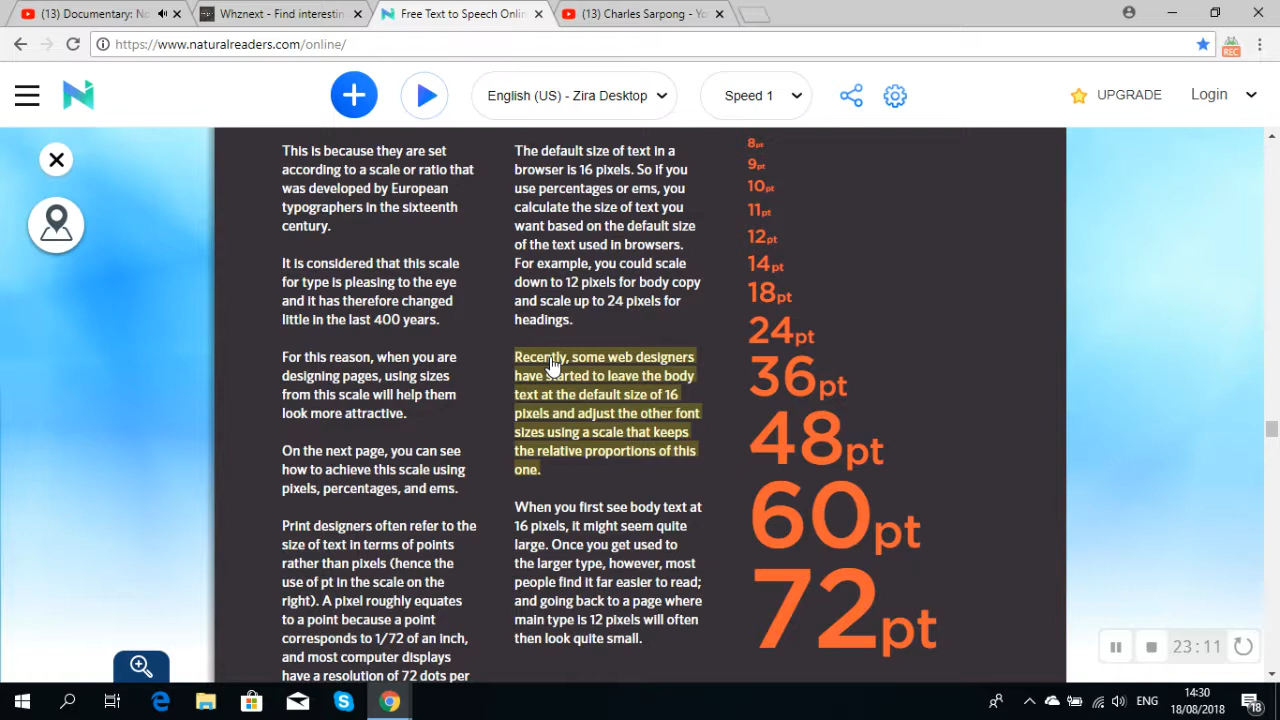 (13) Documentary: No
Whznext - Find interestin
Free Text to Speech Onlin
(13) Charles Sarpong - Yo
https://www.naturalreaders.com/online/
REC
English (US) - Zira Desktop
Speed 1
UPGRADE
Login
This is because they are set
according to a scale or ratio that
was developed by European
typographers in the sixteenth
century.
It is considered that this scale
for type is pleasing to the eye
and it has therefore changed
little in the last 400 years.
For this reason, when you are
designing pages, using sizes
from this scale will help them
look more attractive.
On the next page, you can see
how to achieve this scale using
pixels, percentages, and ems.
Print designers often refer to the
size of text in terms of points
rather than pixels (hence the
use of pt in the scale on the
right). A pixel roughly equates
to a point because a point
corresponds to 1/72 of an inch,
and most computer displays
have a resolution of 72 dots per
The default size of text in a
browser is 16 pixels. So if you
use percentages or ems, you
calculate the size of text you
want based on the default size
of the text used in browsers.
For example, you could scale
down to 12 pixels for body copy
and scale up to 24 pixels for
headings.
Recently, some web designers
have started to leave the body
text at the default size of 16
pixels and adjust the other font
sizes using a scale that keeps
the relative proportions of this
one.
When you first see body text at
16 pixels, it might seem quite
large. Once you get used to
the larger type, however, most
people find it far easier to read;
and going back to a page where
main type is 12 pixels will often
then look quite small.
8pt
9pt
10pt
11pt
12pt
14pt
18pt
24pt
36pt
48pt
60pt
72pt
23:11
ENG
14:30
18/08/2018
18